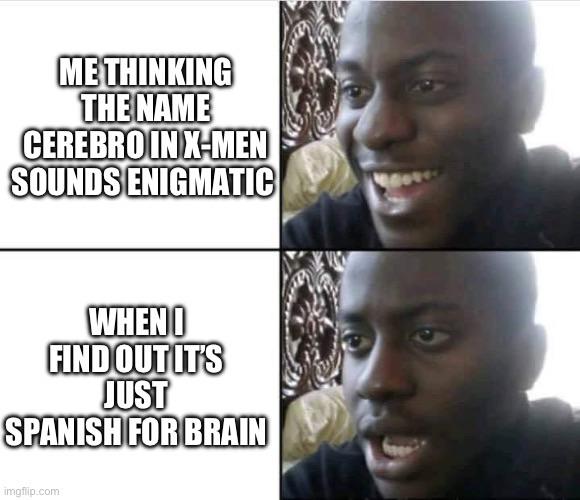 ME THINKING
THE NAME
CEREBRO IN X-MEN
SOUNDS ENIGMATIC
WHEN I
FIND OUT IT'S
JUST
SPANISH FOR BRAIN
imgflip.com